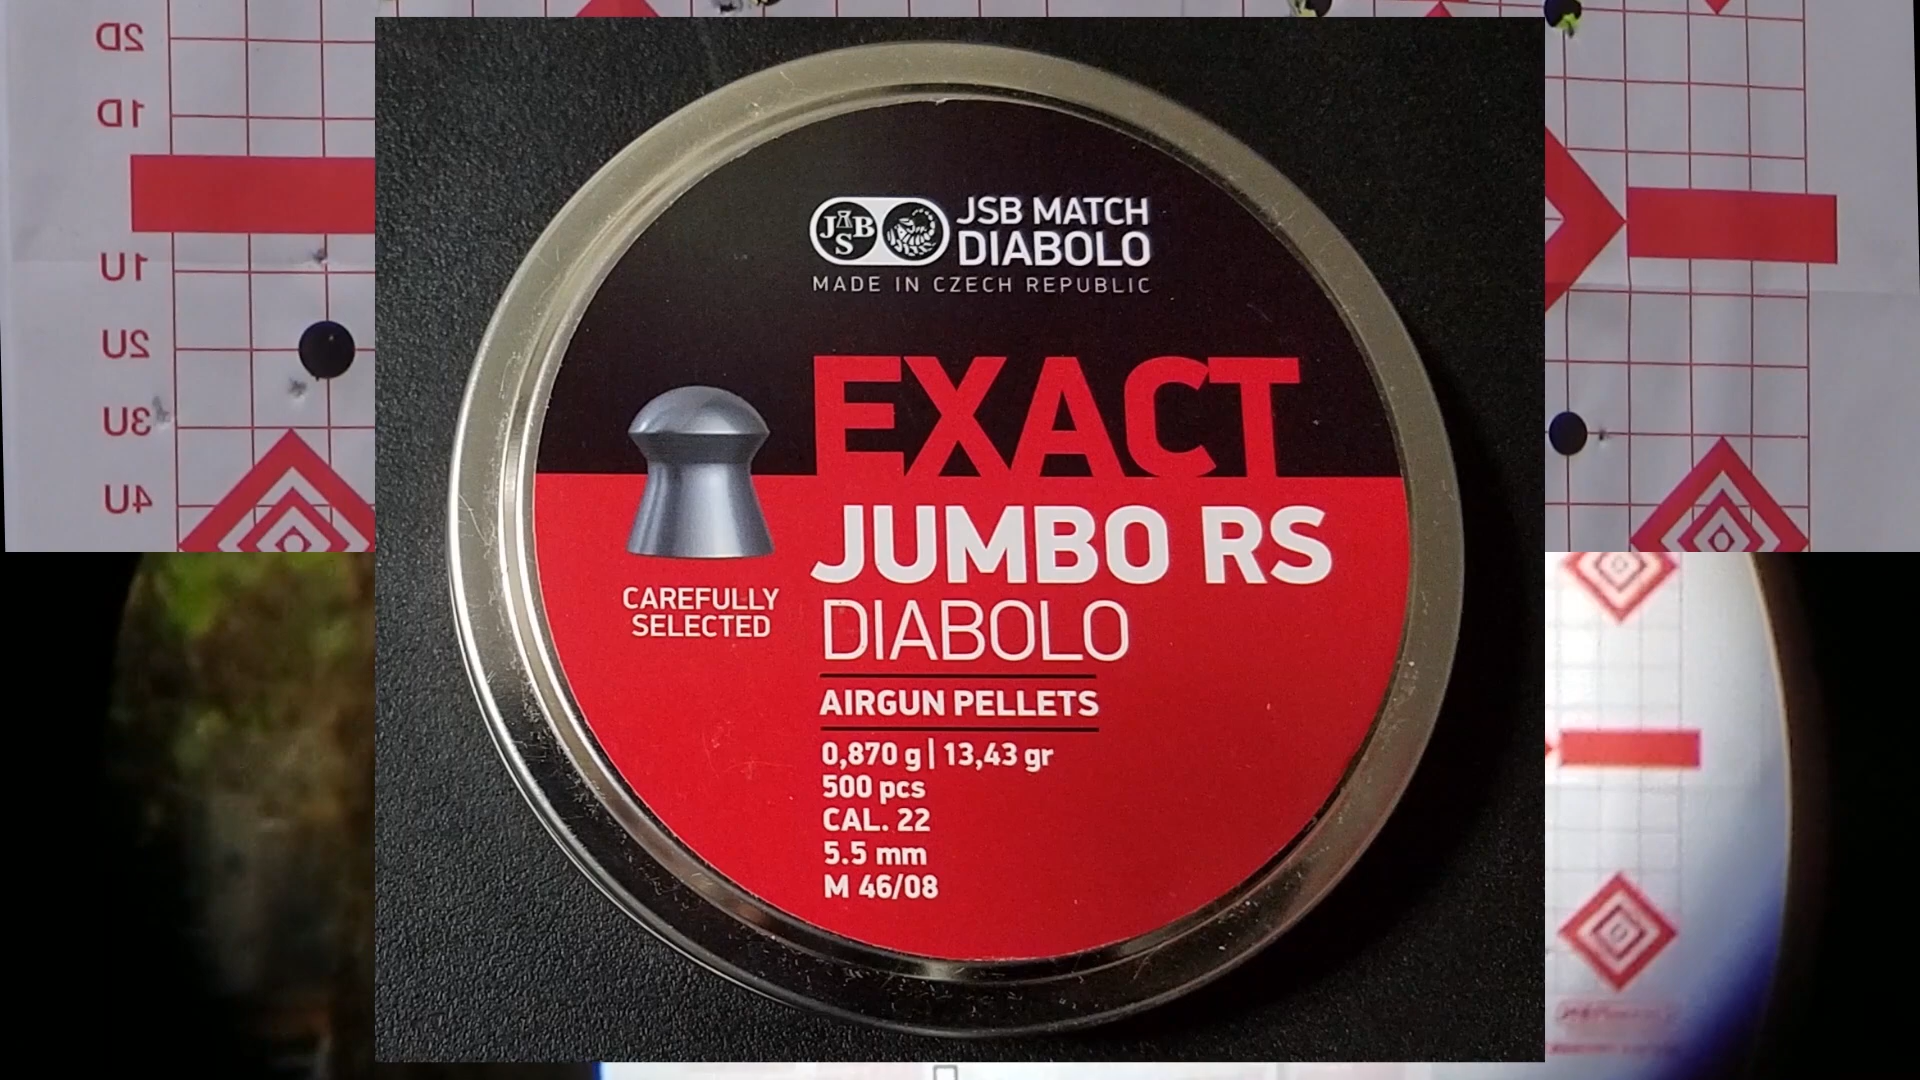 2D
1D
1U
2U
3U
4U
JSB
JSB MATCH
DIABOLO
MADE IN CZECH REPUBLIC
EXACT
JUMBO RS
DIABOLO
CAREFULLY
SELECTED
AIRGUN PELLETS
0,870 g | 13,43 gr
500 pcs
CAL. 22
5.5 mm
M 46/08